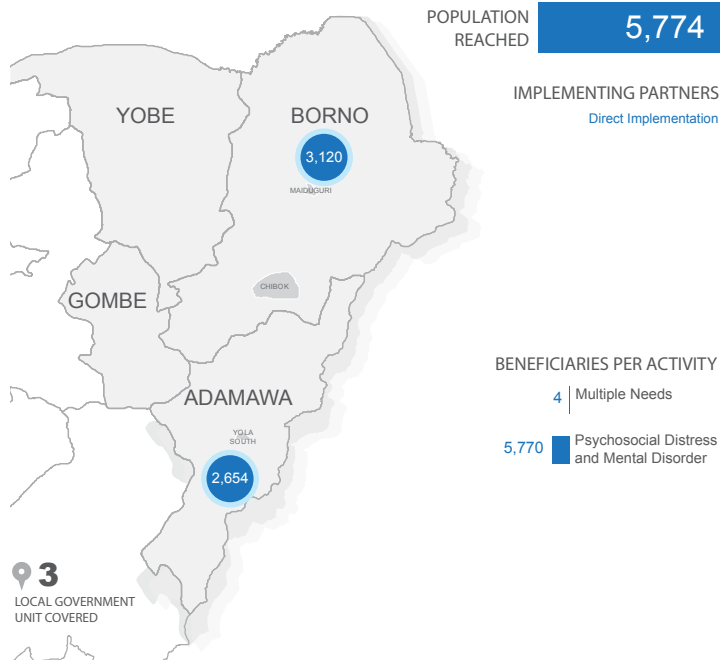 POPULATION
REACHED
5,774
IMPLEMENTING PARTNERS
Direct Implementation
YOBE
BORNO
3,120
MAIDUGURI
CHIBOK
GOMBE
ADAMAWA
YOLA
SOUTH
2,654
BENEFICIARIES PER ACTIVITY
4 Multiple Needs
5,770 Psychosocial Distress
and Mental Disorder
3
LOCAL GOVERNMENT
UNIT COVERED